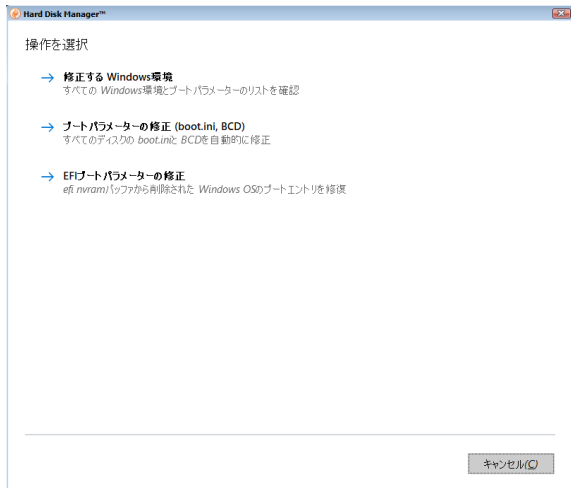 Hard Disk Manager™
操作を選択
修正する Windows環境
すべての Windows環境とブートパラメーターのリストを確認
ブートパラメーターの修正 (boot.ini, BCD)
すべてのディスクの boot.iniと BCDを自動的に修正
EFIブートパラメーターの修正
efi nvramバッファから削除された Windows OSのブートエントリを修復
キャンセル(C)